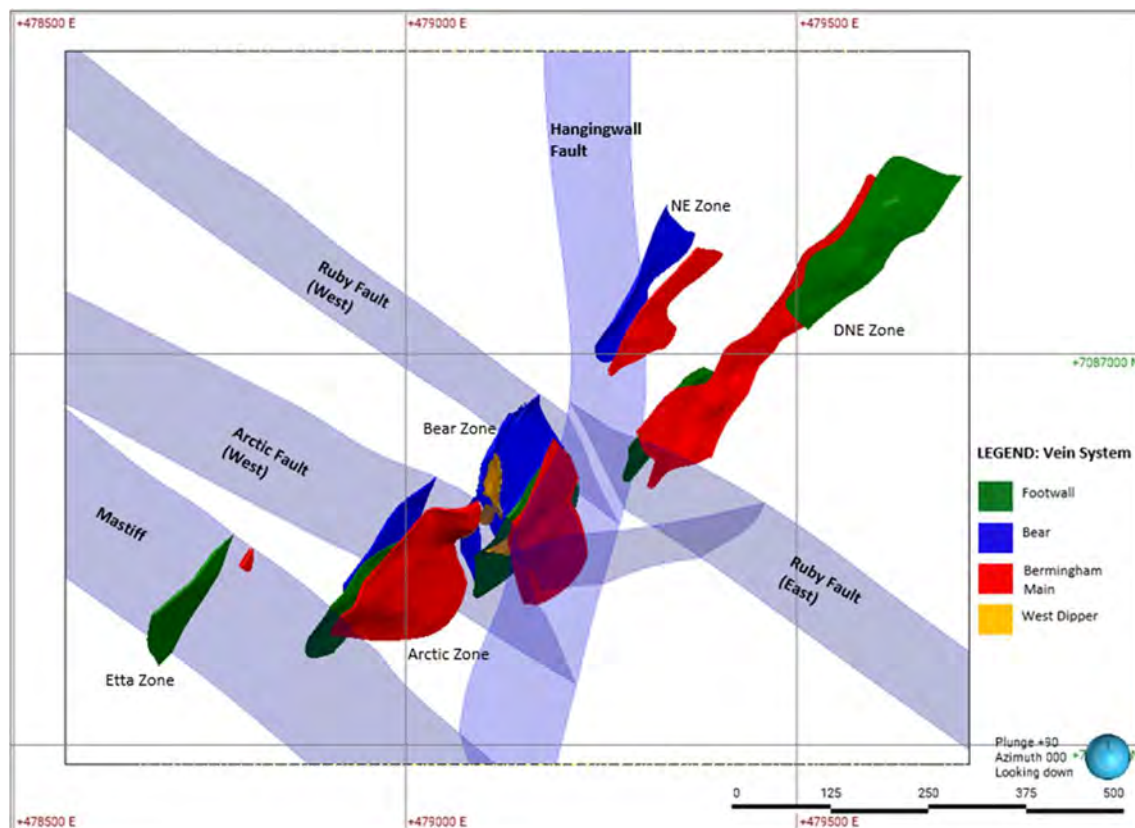 +478500 E
+479000 E
+479500 E
Hangingwall
Fault
NE Zone
Ruby Fault
(West)
DNE Zone
+7087000 N
Bear Zone
Arctic Fault
(West)
LEGEND: Vein System
Footwall
Bear
Bermingham
Main
West Dipper
Mastiff
Ruby Fault
(East)
Arctic Zone
Etta Zone
Plunge +90
Azimuth 000
Looking down
0
125
250
375
500
+478500 E
+479000 E
+479500 E